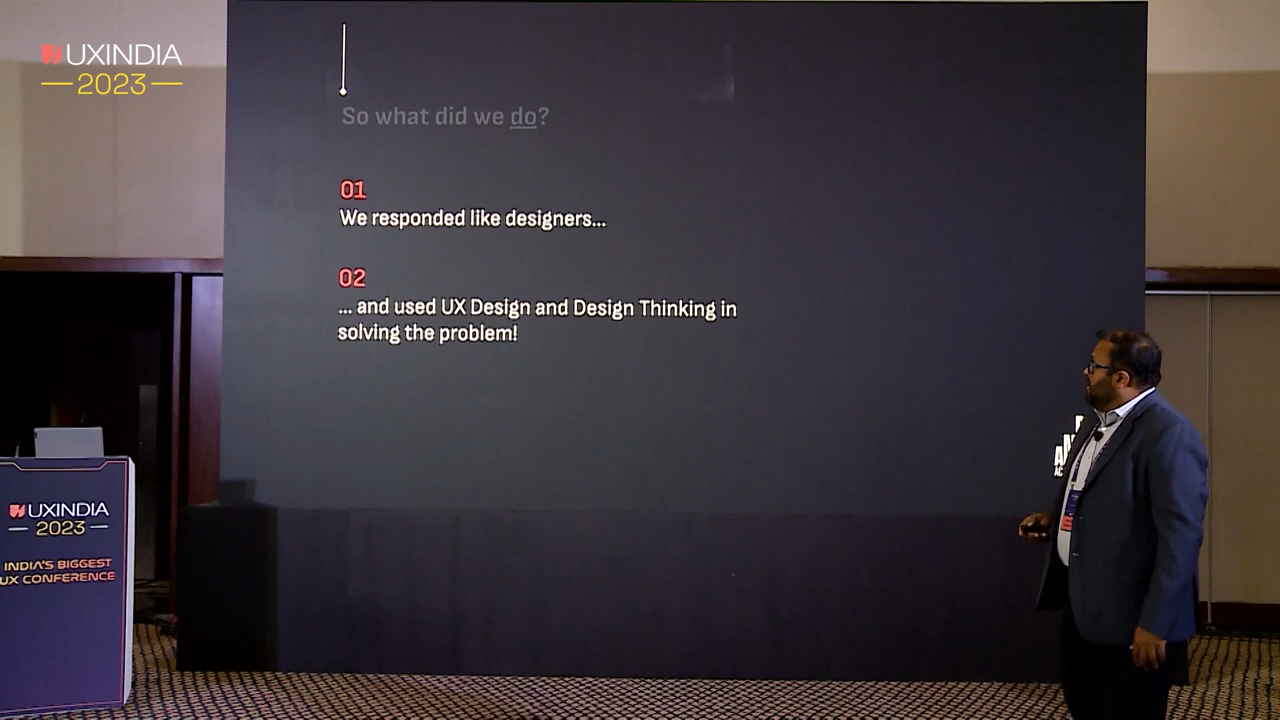 UXINDIA
2023
So what did we do?
01
We responded like designers...
02
... and used UX Design and Design Thinking in
solving the problem!
UXINDIA
2023
INDIA'S BIGGEST
UX CONFERENCE